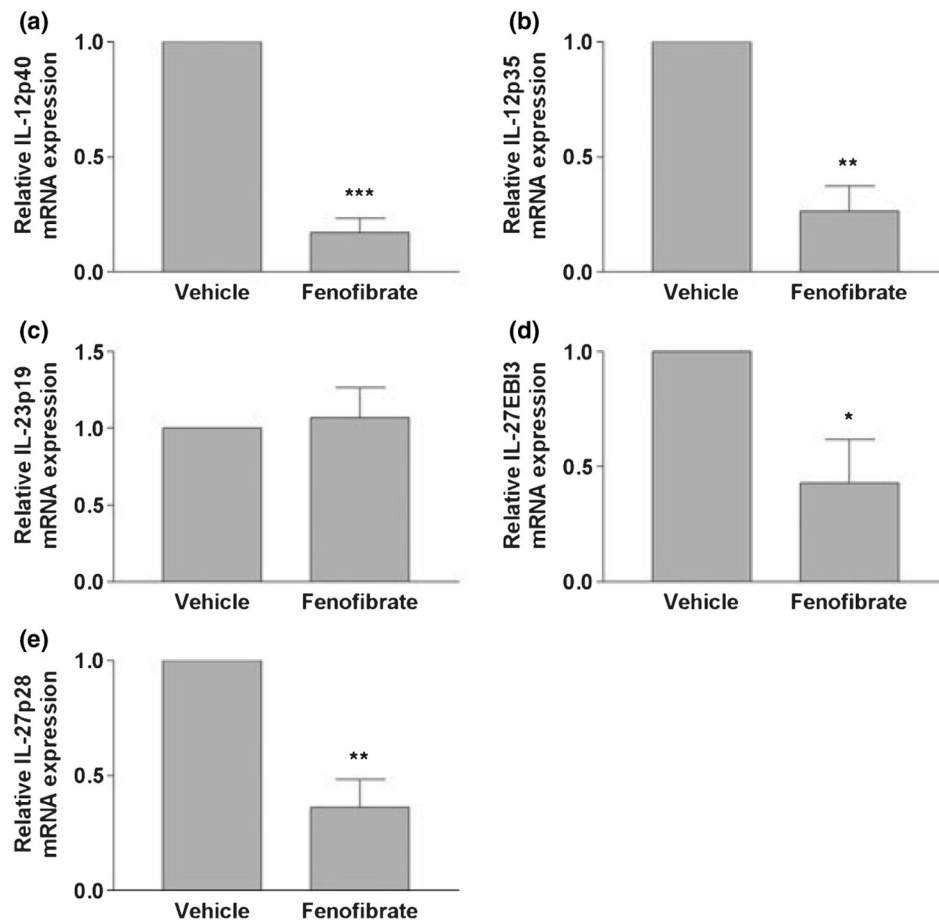 (a)
Relative IL-12p40
mRNA expression
1.0
0.5
0.0
***
Vehicle Fenofibrate
(b)
Relative IL-12p35
mRNA expression
1.0
0.5
0.0
**
Vehicle Fenofibrate
(c)
Relative IL-23p19
mRNA expression
1.5
1.0
0.5
0.0
Vehicle Fenofibrate
(d)
Relative IL-27EBI3
mRNA expression
1.0
0.5
0.0
*
Vehicle Fenofibrate
(e)
Relative IL-27p28
mRNA expression
1.0
0.5
0.0
**
Vehicle Fenofibrate